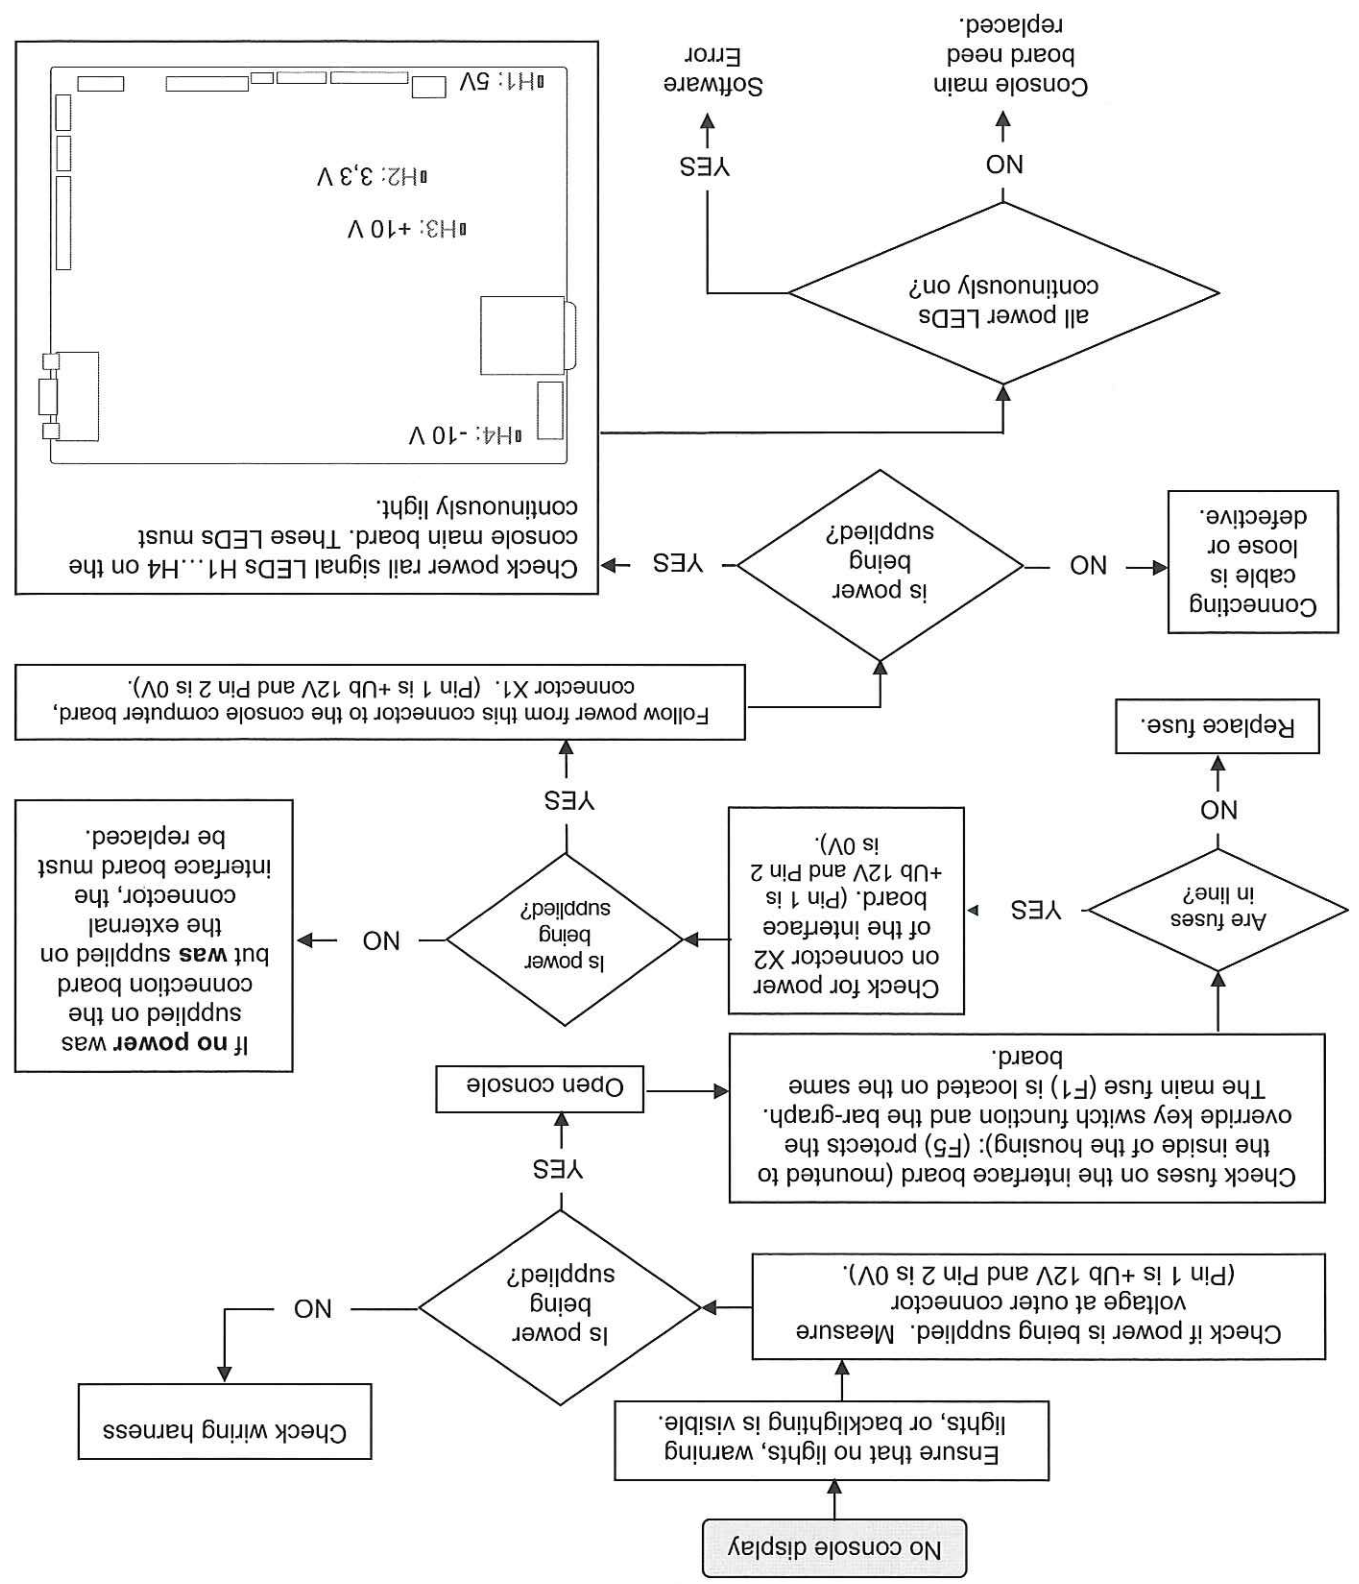 No console display
Ensure that no lights, warning
lights, or backlighting is visible.
Check if power is being supplied.  Measure
voltage at outer connector
(Pin 1 is +Ub 12V and Pin 2 is 0V).
Is power
being
supplied?
NO
Check wiring harness
YES
Open console
Check fuses on the interface board (mounted to
the inside of the housing): (F5) protects the
override key switch function and the bar-graph.
The main fuse (F1) is located on the same
board.
Are fuses
in line?
NO
Replace fuse.
YES
Check for power
on connector X2
of the interface
board. (Pin 1 is
+Ub 12V and Pin 2
is 0V).
Is power
being
supplied?
NO
If no power was
supplied on the
connection board
but was supplied on
the external
connector, the
interface board must
be replaced.
YES
Follow power from this connector to the console computer board,
connector X1.  (Pin 1 is +Ub 12V and Pin 2 is 0V).
is power
being
supplied?
NO
Connecting
cable is
loose or
defective.
YES
Check power rail signal LEDs H1...H4 on the
console main board. These LEDs must
continuously light.
H4: -10 V
H3: +10 V
H2: 3,3 V
H1: 5V
all power LEDs
continuously on?
NO
Console main
board need
replaced.
YES
Software
Error